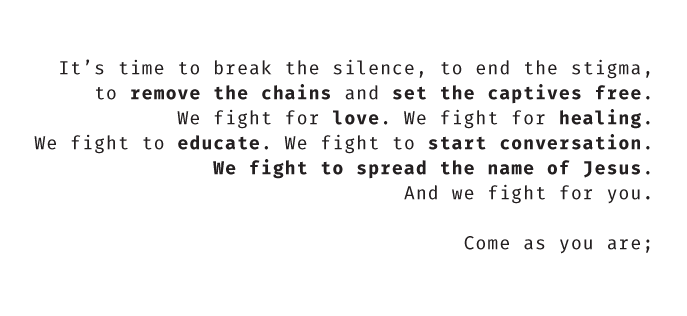 It’s time to break the silence, to end the stigma,
to remove the chains and set the captives free.
We fight for love. We fight for healing.
We fight to educate. We fight to start conversation.
We fight to spread the name of Jesus.
And we fight for you.
Come as you are;